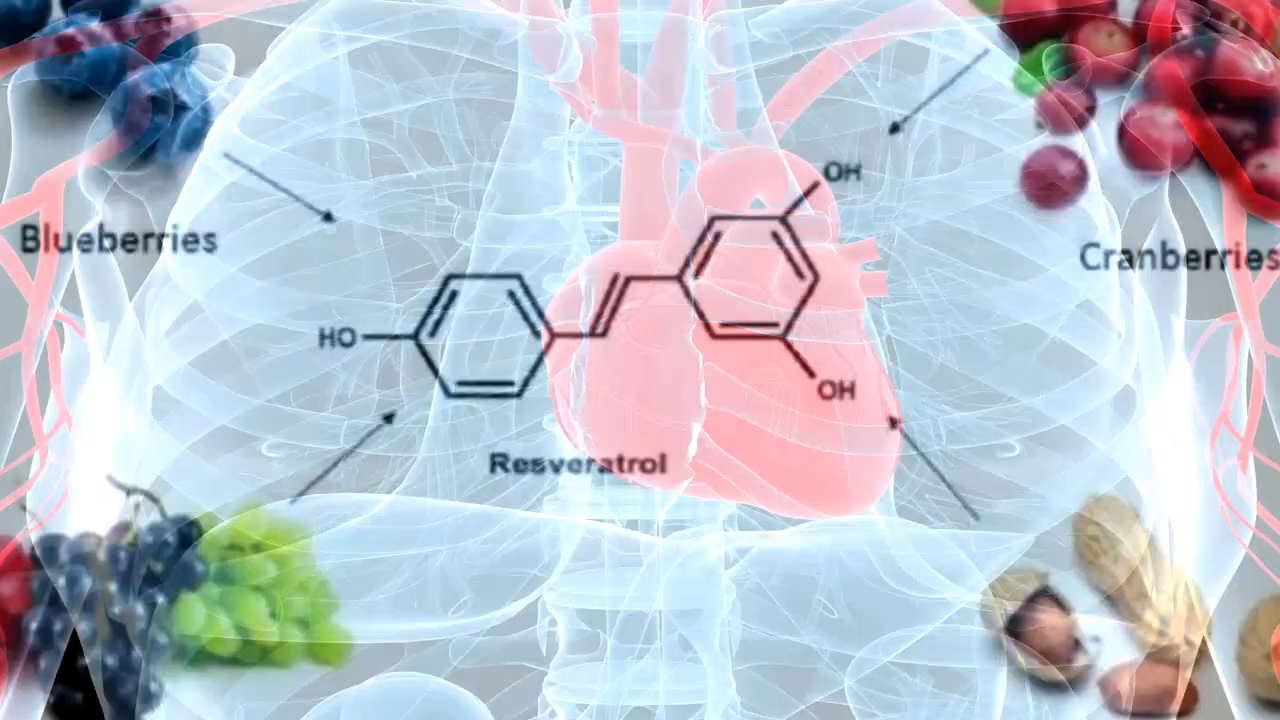 OH
Blueberries
Cranberries
HO
OH
Resveratrol